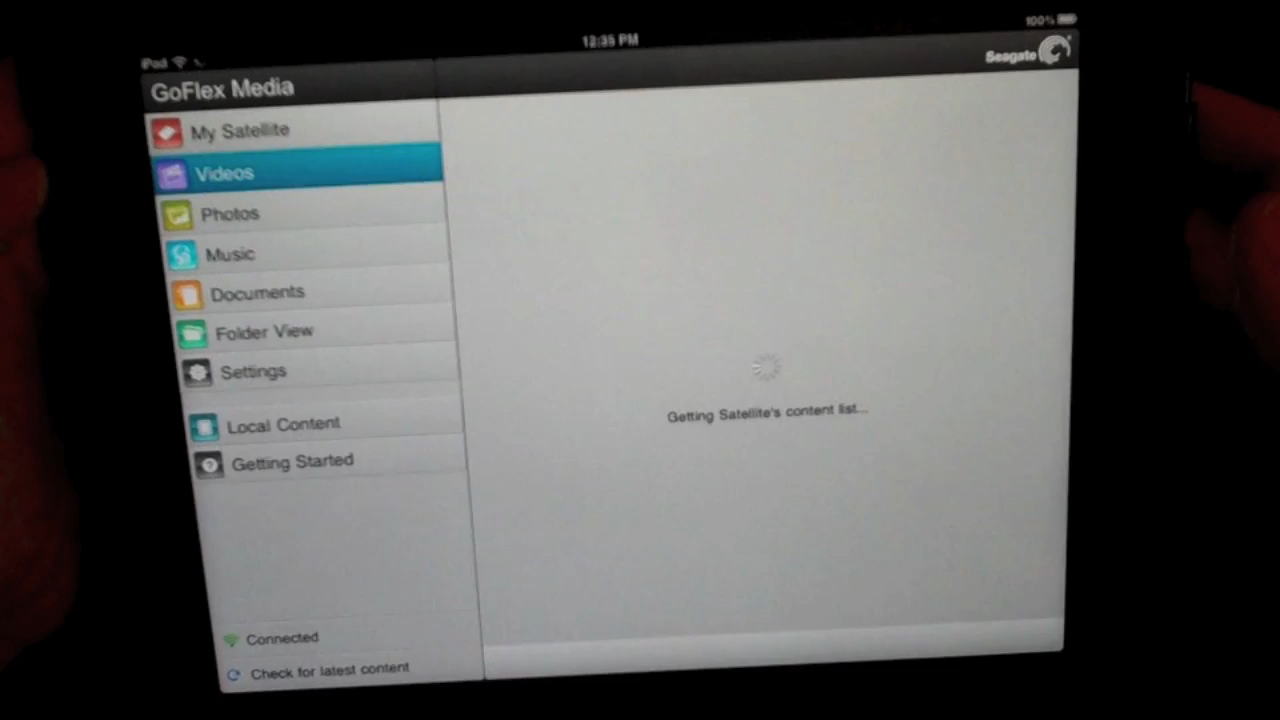 iPod
12:35 PM
100%
GoFlex Media
Seagate
My Satellite
Videos
Photos
Music
Documents
Folder View
Settings
Local Content
Getting Started
Getting Satellite's content list...
Connected
Check for latest content